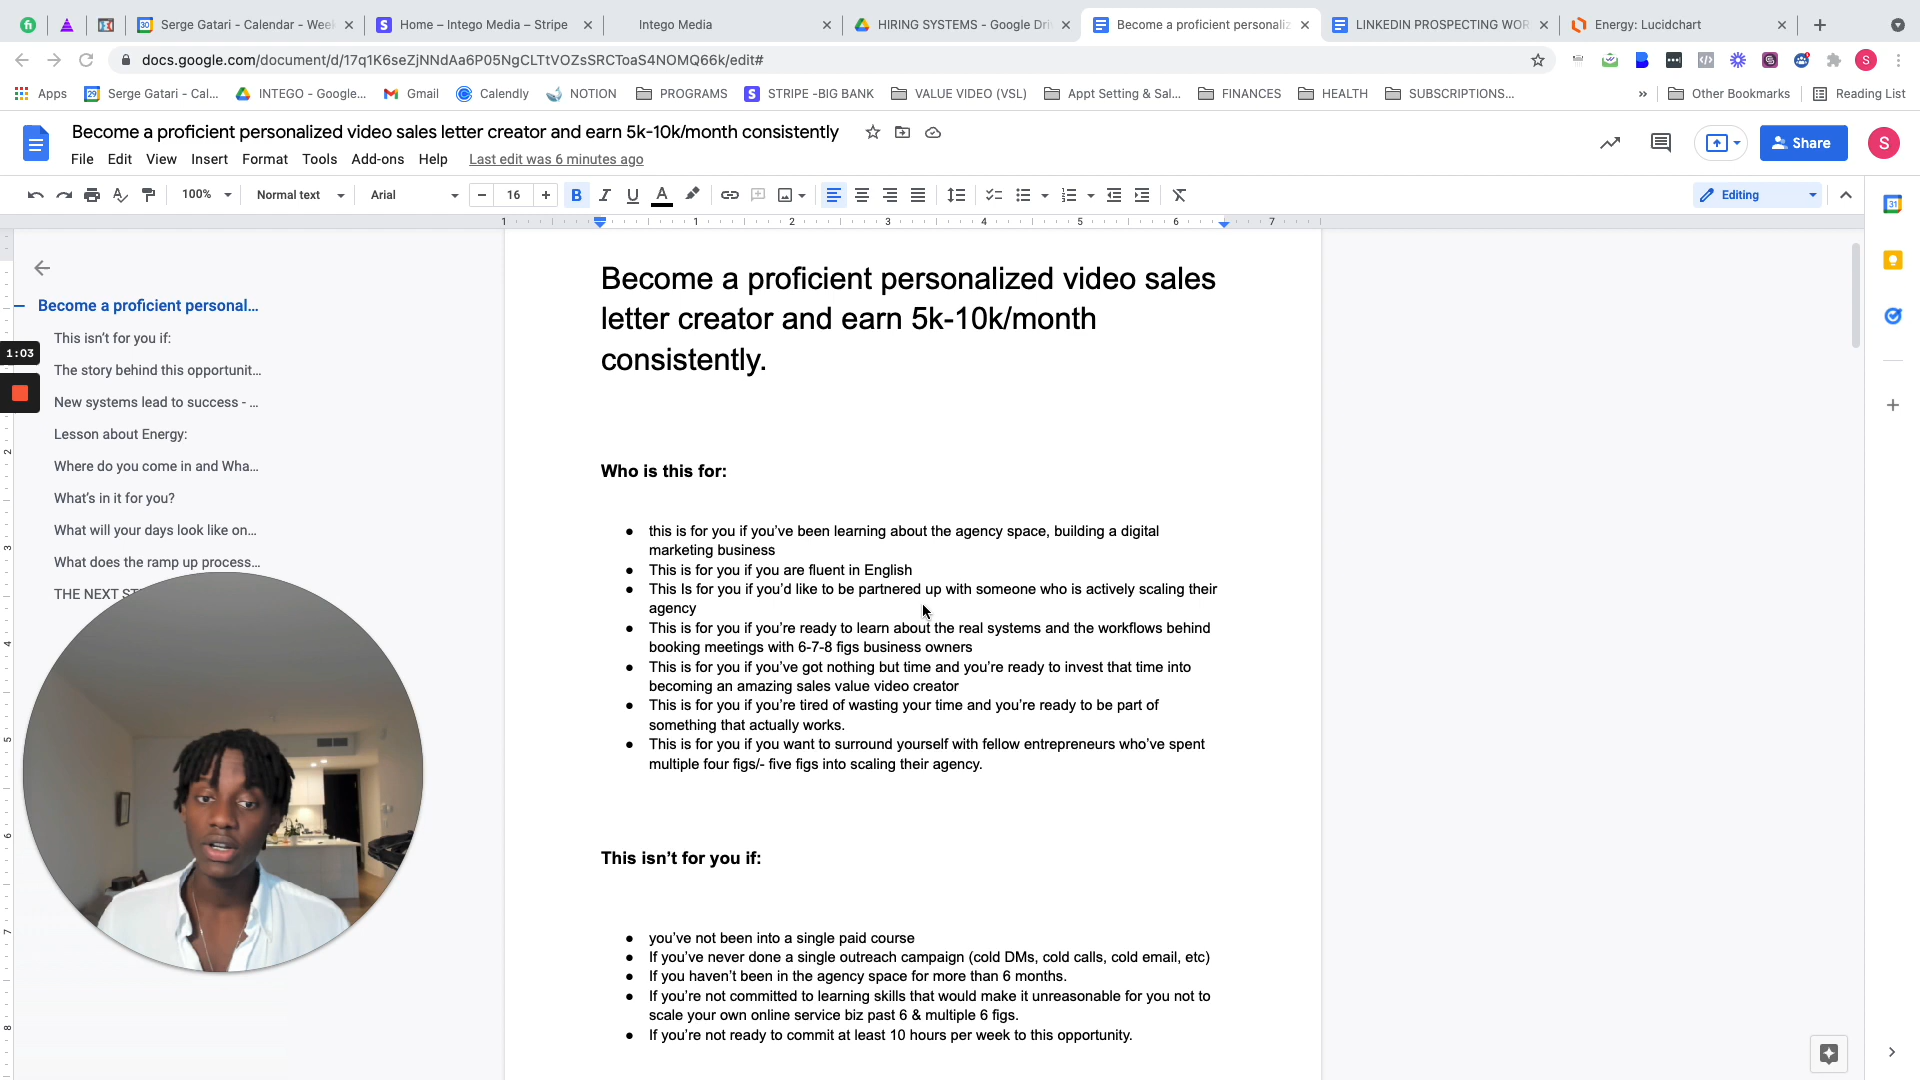 Serge Gatari - Calendar - Wee
Home – Intego Media – Stripe
Intego Media
HIRING SYSTEMS - Google Dri
Become a proficient personaliz
LINKEDIN PROSPECTING WOR
Energy: Lucidchart
docs.google.com/document/d/17q1K6seZjNNdAa6P05NgCLTtVOZsSRCToaS4NOMQ66k/edit#
S
Apps
Serge Gatari - Cal...
INTEGO - Google...
Gmail
Calendly
NOTION
PROGRAMS
STRIPE -BIG BANK
VALUE VIDEO (VSL)
Appt Setting & Sal...
FINANCES
HEALTH
SUBSCRIPTIONS...
»
Other Bookmarks
Reading List
Become a proficient personalized video sales letter creator and earn 5k-10k/month consistently
File Edit View Insert Format Tools Add-ons Help Last edit was 6 minutes ago
Share
S
100% Normal text Arial 16 B I U A
Editing
1 1 2 3 4 5 6 7
Become a proficient personal...
This isn't for you if:
1:03
The story behind this opportunit...
New systems lead to success - ...
Lesson about Energy:
Where do you come in and Wha...
What's in it for you?
What will your days look like on...
What does the ramp up process...
THE NEXT ST
2
3
4
5
6
7
8
31
Become a proficient personalized video sales
letter creator and earn 5k-10k/month
consistently.
Who is this for:
● this is for you if you've been learning about the agency space, building a digital
marketing business
● This is for you if you are fluent in English
● This Is for you if you'd like to be partnered up with someone who is actively scaling their
agency
● This is for you if you're ready to learn about the real systems and the workflows behind
booking meetings with 6-7-8 figs business owners
● This is for you if you've got nothing but time and you're ready to invest that time into
becoming an amazing sales value video creator
● This is for you if you're tired of wasting your time and you're ready to be part of
something that actually works.
● This is for you if you want to surround yourself with fellow entrepreneurs who've spent
multiple four figs/- five figs into scaling their agency.
This isn't for you if:
● you've not been into a single paid course
● If you've never done a single outreach campaign (cold DMs, cold calls, cold email, etc)
● If you haven't been in the agency space for more than 6 months.
● If you're not committed to learning skills that would make it unreasonable for you not to
scale your own online service biz past 6 & multiple 6 figs.
● If you're not ready to commit at least 10 hours per week to this opportunity.